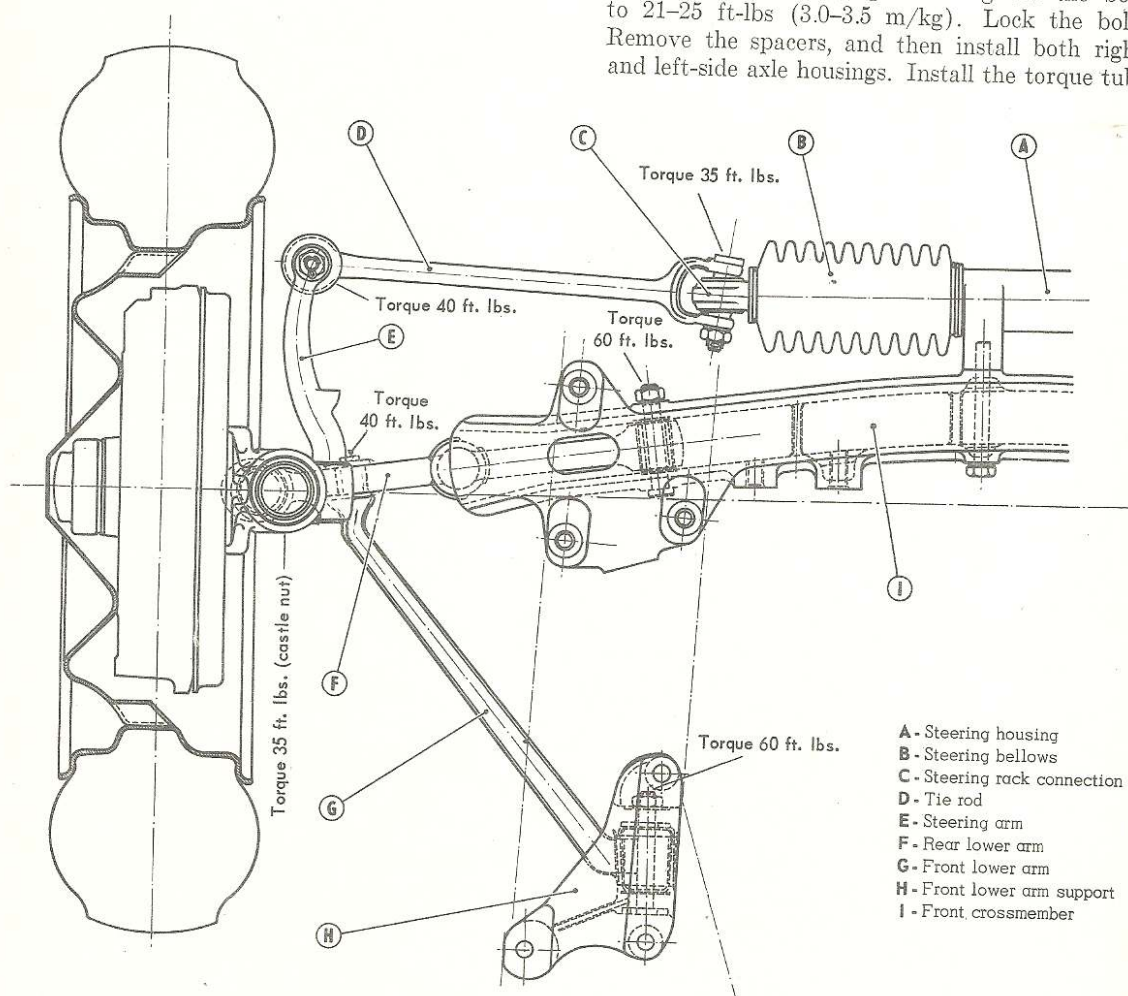 to 21–25 ft-lbs (3.0–3.5 m/kg). Lock the bol
Remove the spacers, and then install both righ
and left-side axle housings. Install the torque tub
D
C
B
A
Torque 35 ft. lbs.
Torque 40 ft. lbs.
Torque
60 ft. lbs.
E
Torque
40 ft. lbs.
I
Torque 35 ft. lbs. (castle nut)
F
G
Torque 60 ft. lbs.
H
A - Steering housing
B - Steering bellows
C - Steering rack connection
D - Tie rod
E - Steering arm
F - Rear lower arm
G - Front lower arm
H - Front lower arm support
I - Front crossmember